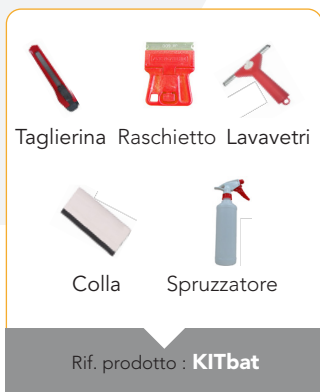 Taglierina Raschietto Lavavetri
Colla Spruzzatore
Rif. prodotto : KITbat